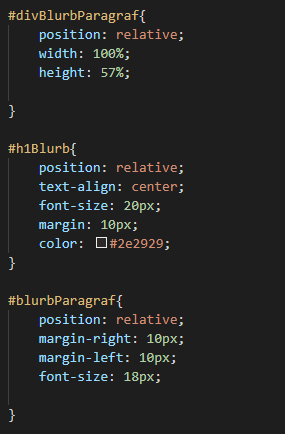 #divBlurbParagraf{
    position: relative;
    width: 100%;
    height: 57%;

}

#h1Blurb{
    position: relative;
    text-align: center;
    font-size: 20px;
    margin: 10px;
    color: #2e2929;
}

#blurbParagraf{
    position: relative;
    margin-right: 10px;
    margin-left: 10px;
    font-size: 18px;

}